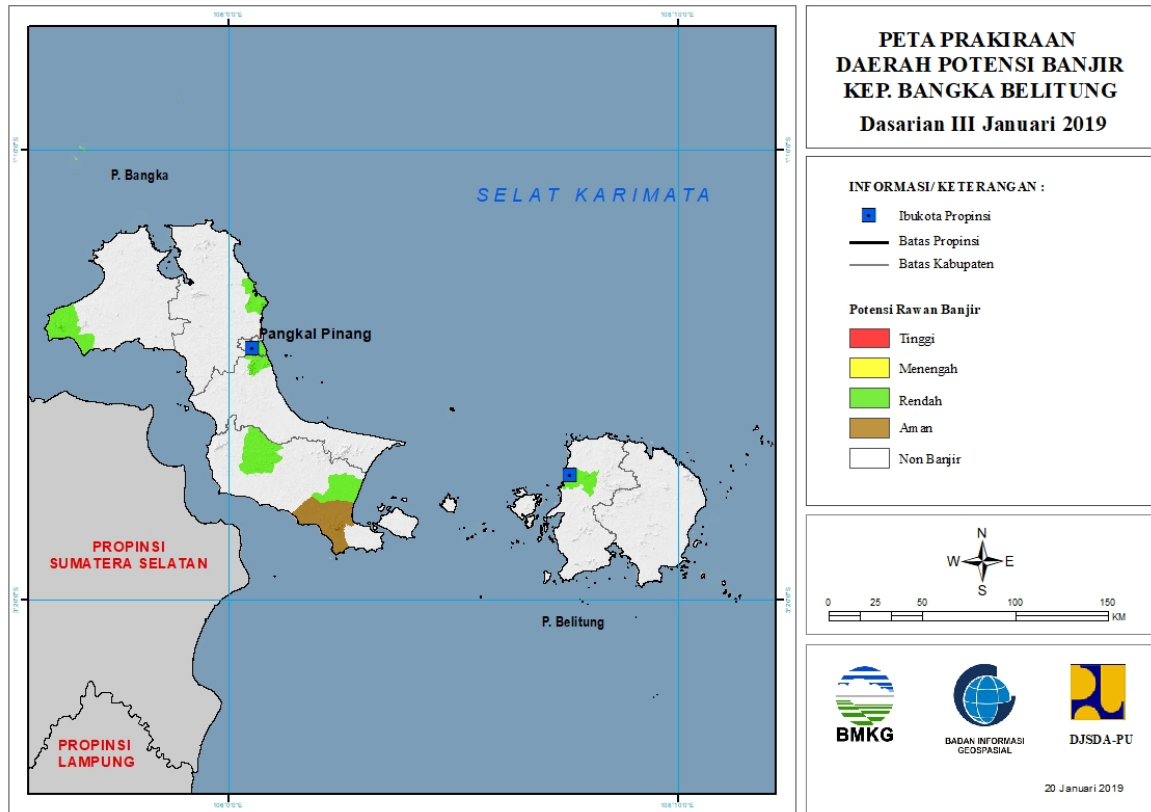 PETA PRAKIRAAN
DAERAH POTENSI BANJIR
KEP. BANGKA BELITUNG
Dasarian III Januari 2019
P. Bangka
SELAT KARIMATA
Pangkal Pinang
PROPINSI
SUMATERA SELATAN
P. Belitung
PROPINSI
LAMPUNG
INFORMASI/ KETERANGAN :
Ibukota Propinsi
Batas Propinsi
Batas Kabupaten
Potensi Rawan Banjir
Tinggi
Menengah
Rendah
Aman
Non Banjir
N
W E
S
0 25 50 100 150
KM
BMKG
BADAN INFORMASI
GEOSPASIAL
DJSDA-PU
20 Januari 2019